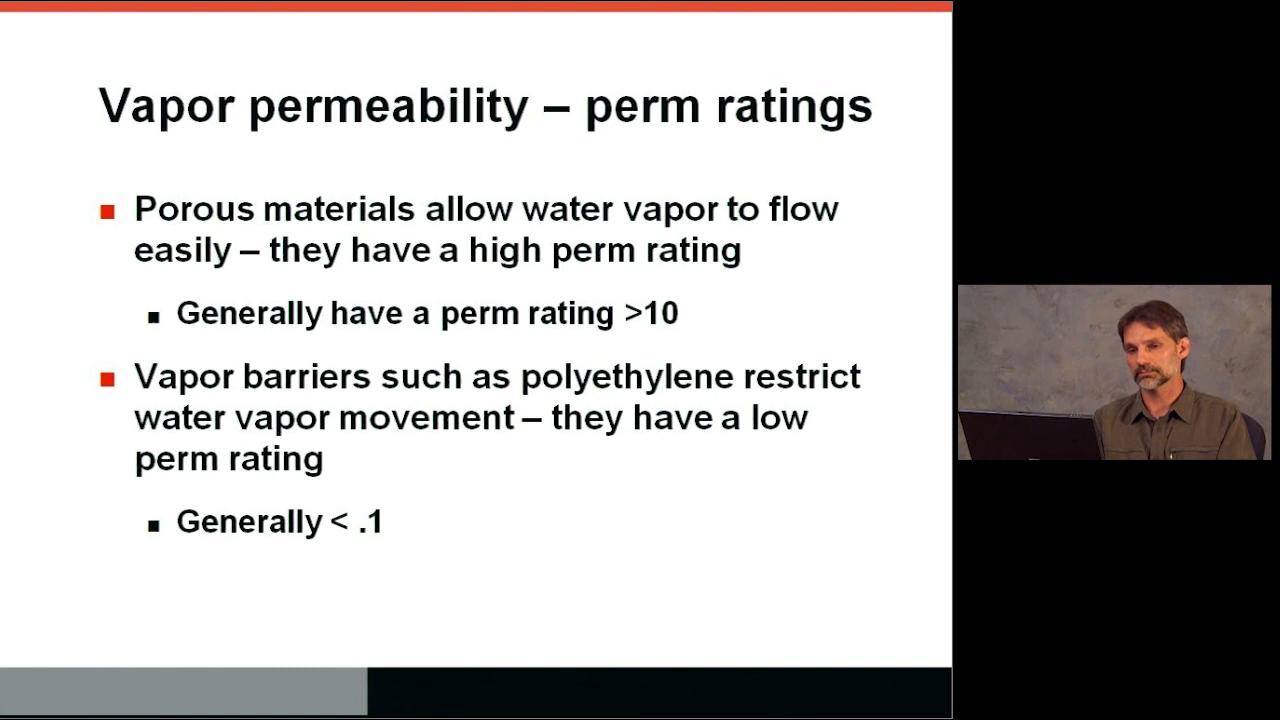 Vapor permeability – perm ratings
■ Porous materials allow water vapor to flow
easily – they have a high perm rating
■ Generally have a perm rating >10
■ Vapor barriers such as polyethylene restrict
water vapor movement – they have a low
perm rating
■ Generally < .1